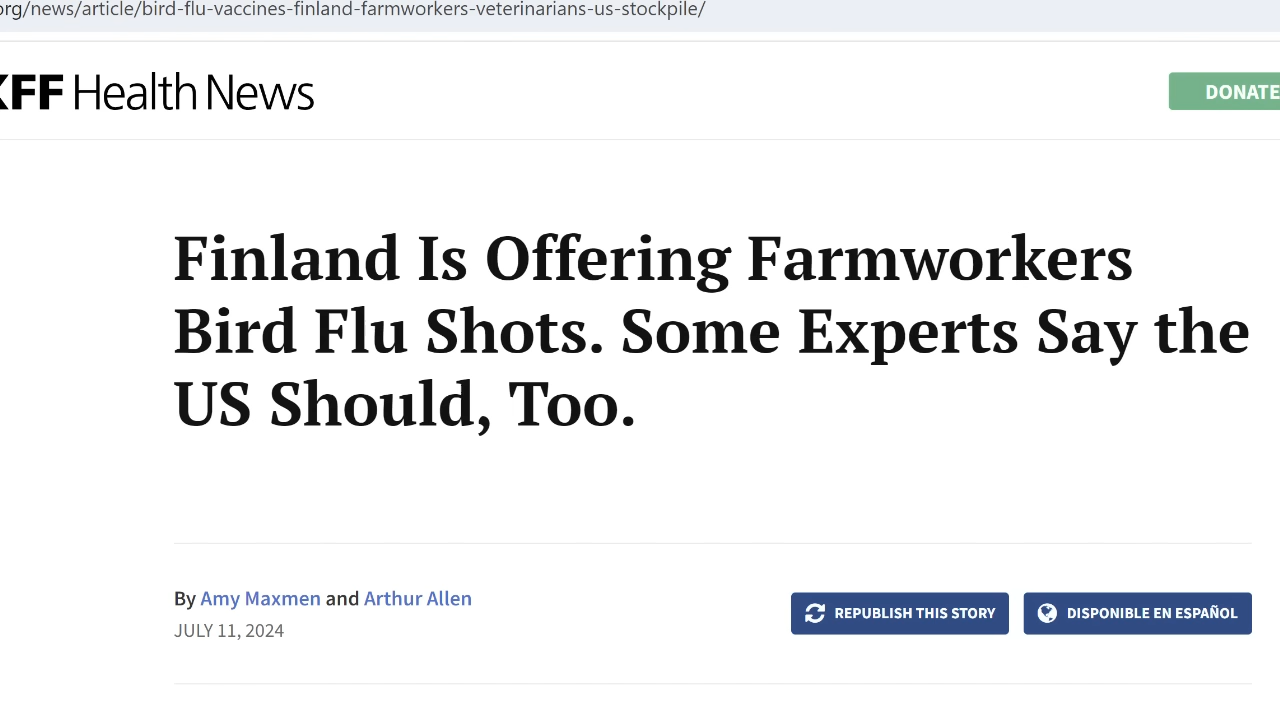 org/news/article/bird-flu-vaccines-finland-farmworkers-veterinarians-us-stockpile/
KFF Health News
DONATE
Finland Is Offering Farmworkers
Bird Flu Shots. Some Experts Say the
US Should, Too.
By Amy Maxmen and Arthur Allen
JULY 11, 2024
REPUBLISH THIS STORY
DISPONIBLE EN ESPAÑOL